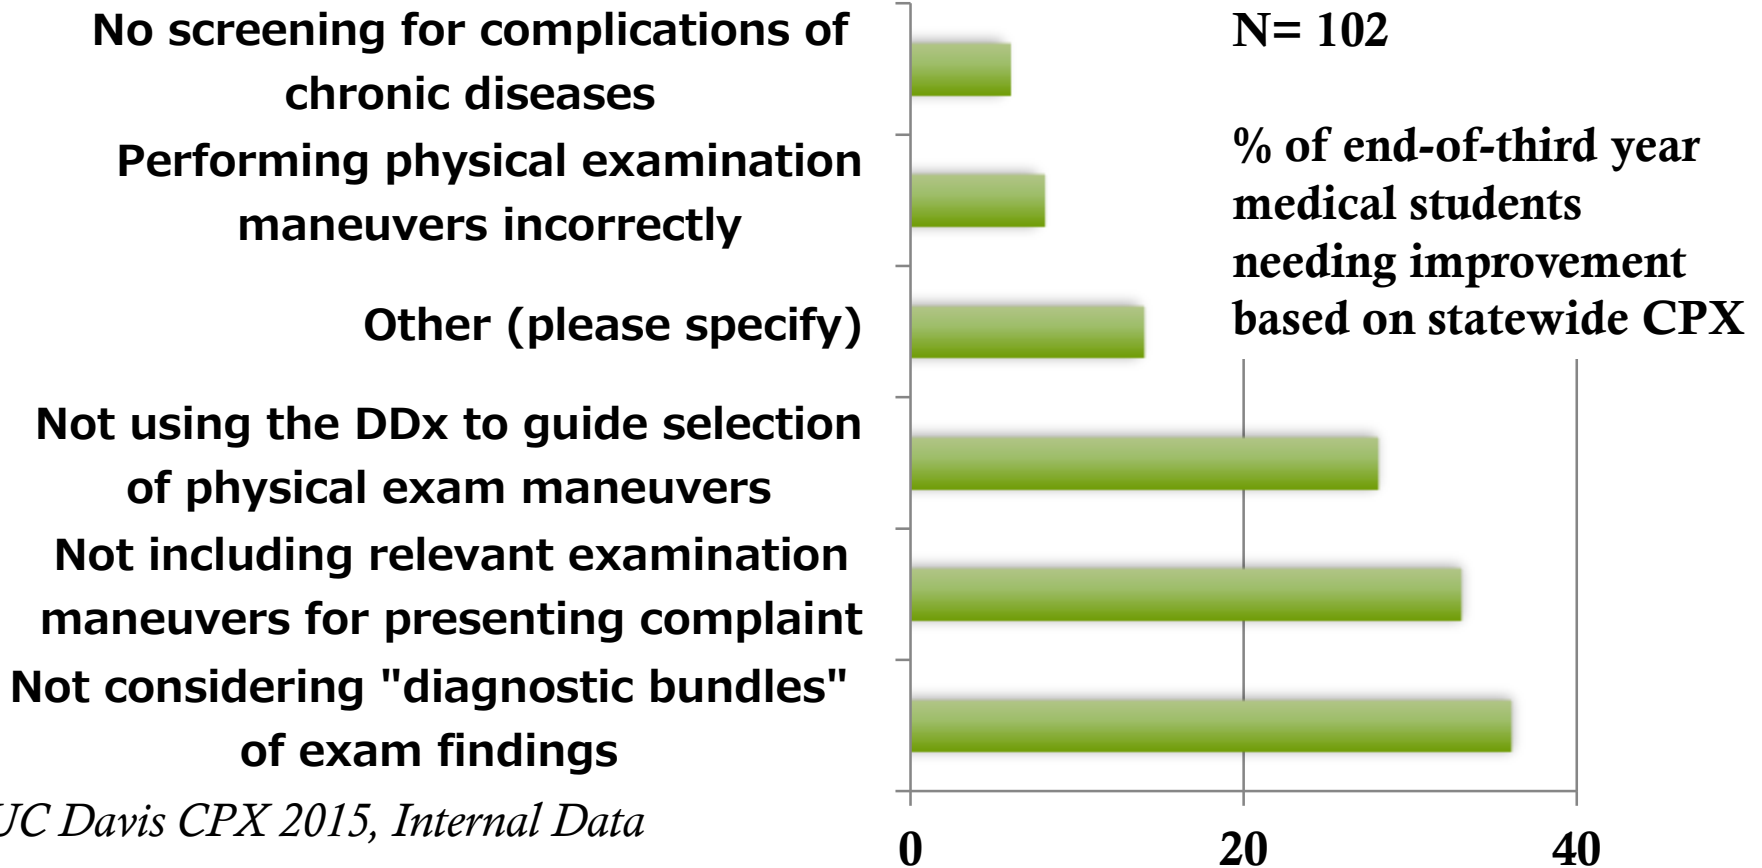 No screening for complications of
chronic diseases
Performing physical examination
maneuvers incorrectly
Other (please specify)
Not using the DDx to guide selection
of physical exam maneuvers
Not including relevant examination
maneuvers for presenting complaint
Not considering "diagnostic bundles"
of exam findings
N= 102
% of end-of-third year
medical students
needing improvement
based on statewide CPX
0
20
40
UC Davis CPX 2015, Internal Data